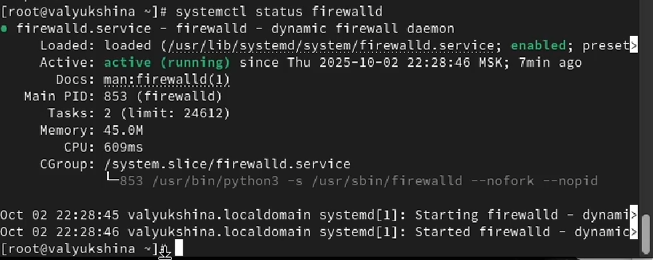 [root@valyukshina ~]# systemctl status firewalld
● firewalld.service - firewalld - dynamic firewall daemon
Loaded: loaded (/usr/lib/systemd/system/firewalld.service; enabled; preset>
Active: active (running) since Thu 2025-10-02 22:28:46 MSK; 7min ago
Docs: man:firewalld(1)
Main PID: 853 (firewalld)
Tasks: 2 (limit: 24612)
Memory: 45.0M
CPU: 609ms
CGroup: /system.slice/firewalld.service
└─853 /usr/bin/python3 -s /usr/sbin/firewalld --nofork --nopid
Oct 02 22:28:45 valyukshina.localdomain systemd[1]: Starting firewalld - dynami>
Oct 02 22:28:46 valyukshina.localdomain systemd[1]: Started firewalld - dynamic>
[root@valyukshina ~]#